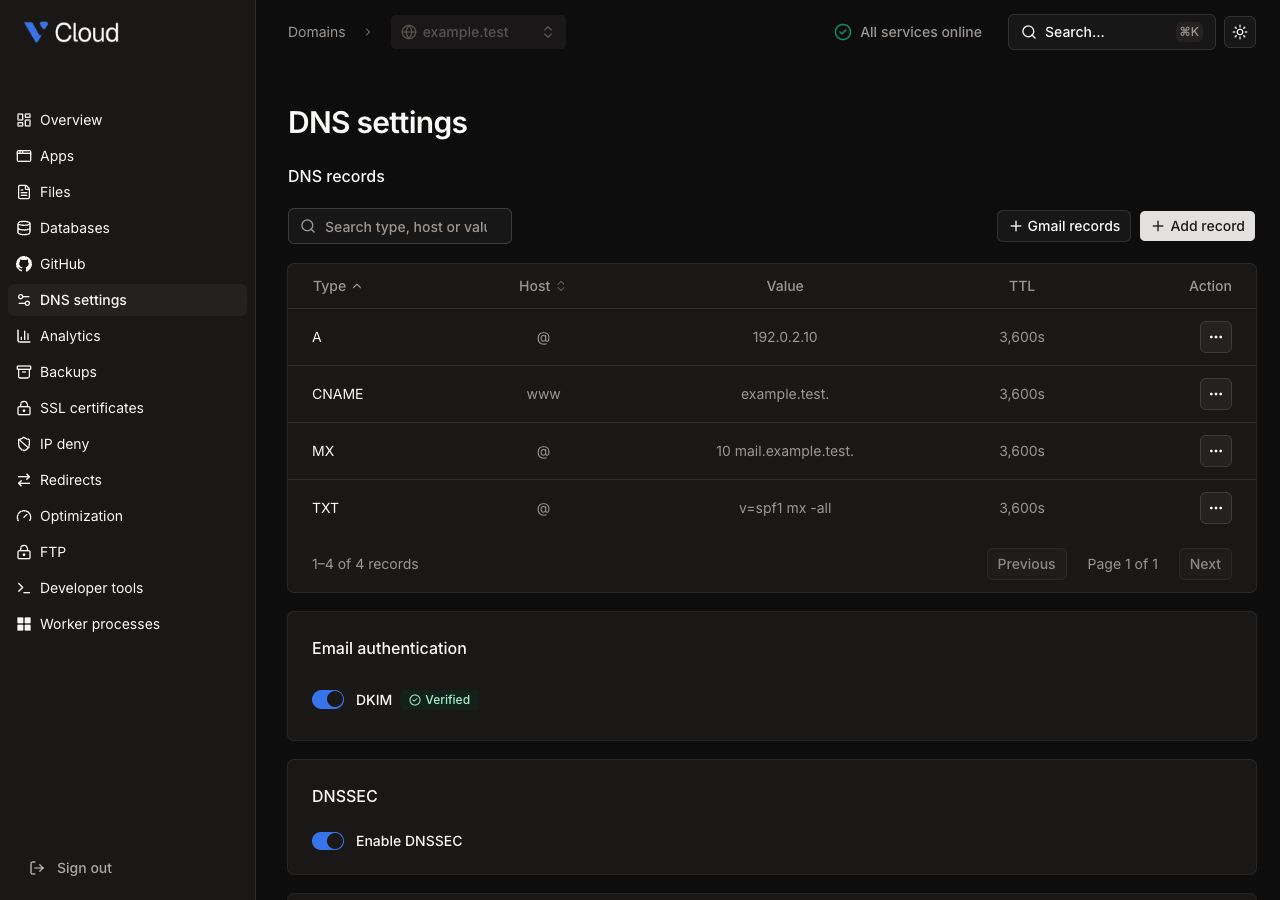 Cloud
Domains
example.test
All services online
Search...
⌘K
Overview
Apps
Files
Databases
GitHub
DNS settings
Analytics
Backups
SSL certificates
IP deny
Redirects
Optimization
FTP
Developer tools
Worker processes
Sign out
DNS settings
DNS records
Search type, host or valu
Gmail records
Add record
Type Host Value TTL Action
A @ 192.0.2.10 3,600s
CNAME www example.test. 3,600s
MX @ 10 mail.example.test. 3,600s
TXT @ v=spf1 mx -all 3,600s
1–4 of 4 records
Previous Page 1 of 1 Next
Email authentication
DKIM Verified
DNSSEC
Enable DNSSEC